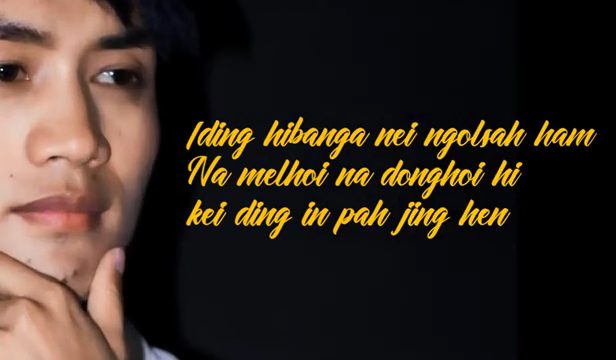 Iding hibanga nei ngolsah ham
Na melhoi na donghoi hi
kei ding in pah jing hen